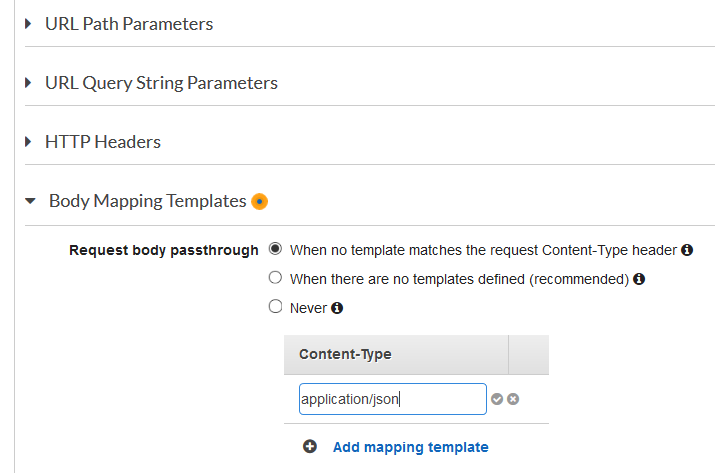 URL Path Parameters
URL Query String Parameters
HTTP Headers
Body Mapping Templates
Request body passthrough When no template matches the request Content-Type header
When there are no templates defined (recommended)
Never
Content-Type
application/json
Add mapping template